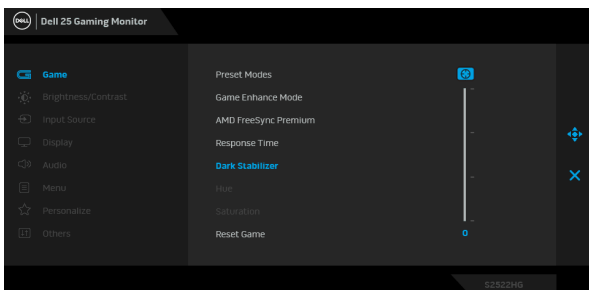 DELL Dell 25 Gaming Monitor
Game
Brightness/Contrast
Input Source
Display
Audio
Menu
Personalize
Others
Preset Modes
Game Enhance Mode
AMD FreeSync Premium
Response Time
Dark Stabilizer
Hue
Saturation
Reset Game
0
S2522HG